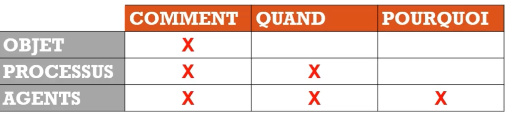 COMMENT QUAND POURQUOI
OBJET X
PROCESSUS X X
AGENTS X X X